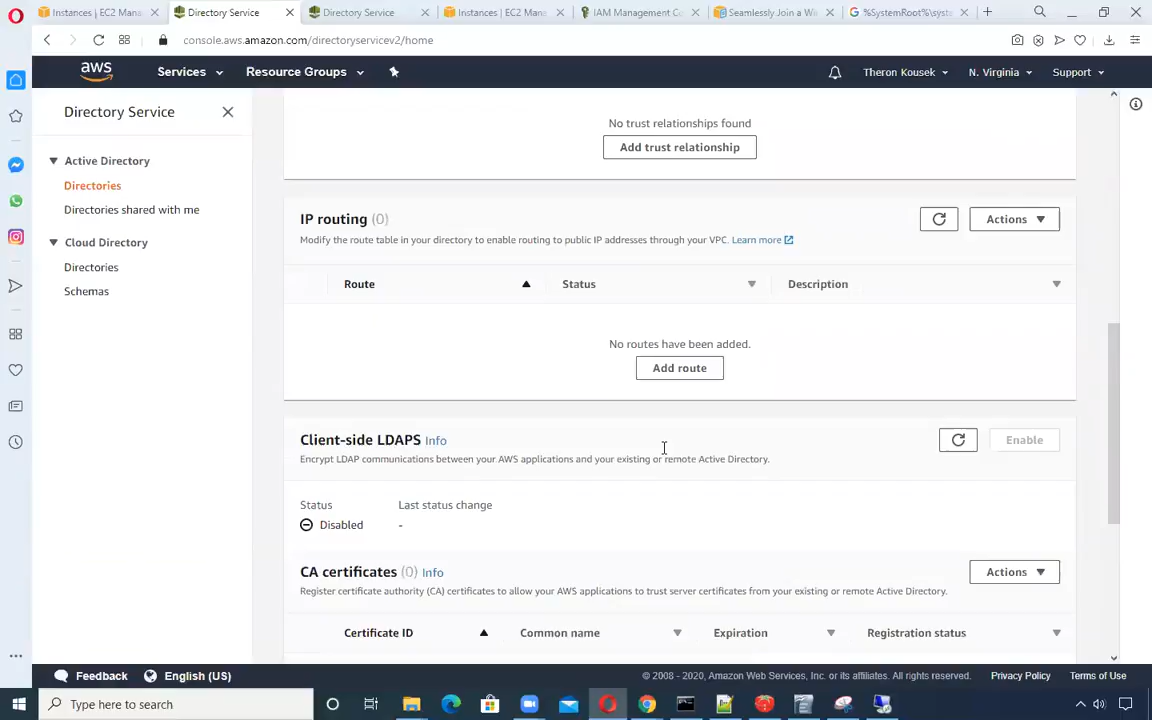 Instances | EC2 Mana
Directory Service
Directory Service
Instances | EC2 Man
IAM Management Co
Seamlessly Join a Wi
%SystemRoot%\syst
console.aws.amazon.com/directoryservicev2/home
aws
Services
Resource Groups
Theron Kousek
N. Virginia
Support
Directory Service
Active Directory
Directories
Directories shared with me
Cloud Directory
Directories
Schemas
No trust relationships found
Add trust relationship
IP routing (0)
Actions
Modify the route table in your directory to enable routing to public IP addresses through your VPC. Learn more
Route
Status
Description
No routes have been added.
Add route
Client-side LDAPS Info
Enable
Encrypt LDAP communications between your AWS applications and your existing or remote Active Directory.
Status
Last status change
Disabled
-
CA certificates (0) Info
Actions
Register certificate authority (CA) certificates to allow your AWS applications to trust server certificates from your existing or remote Active Directory.
Certificate ID
Common name
Expiration
Registration status
Feedback
English (US)
© 2008 - 2020, Amazon Web Services, Inc. or its affiliates. All rights reserved.
Privacy Policy
Terms of Use
Type here to search